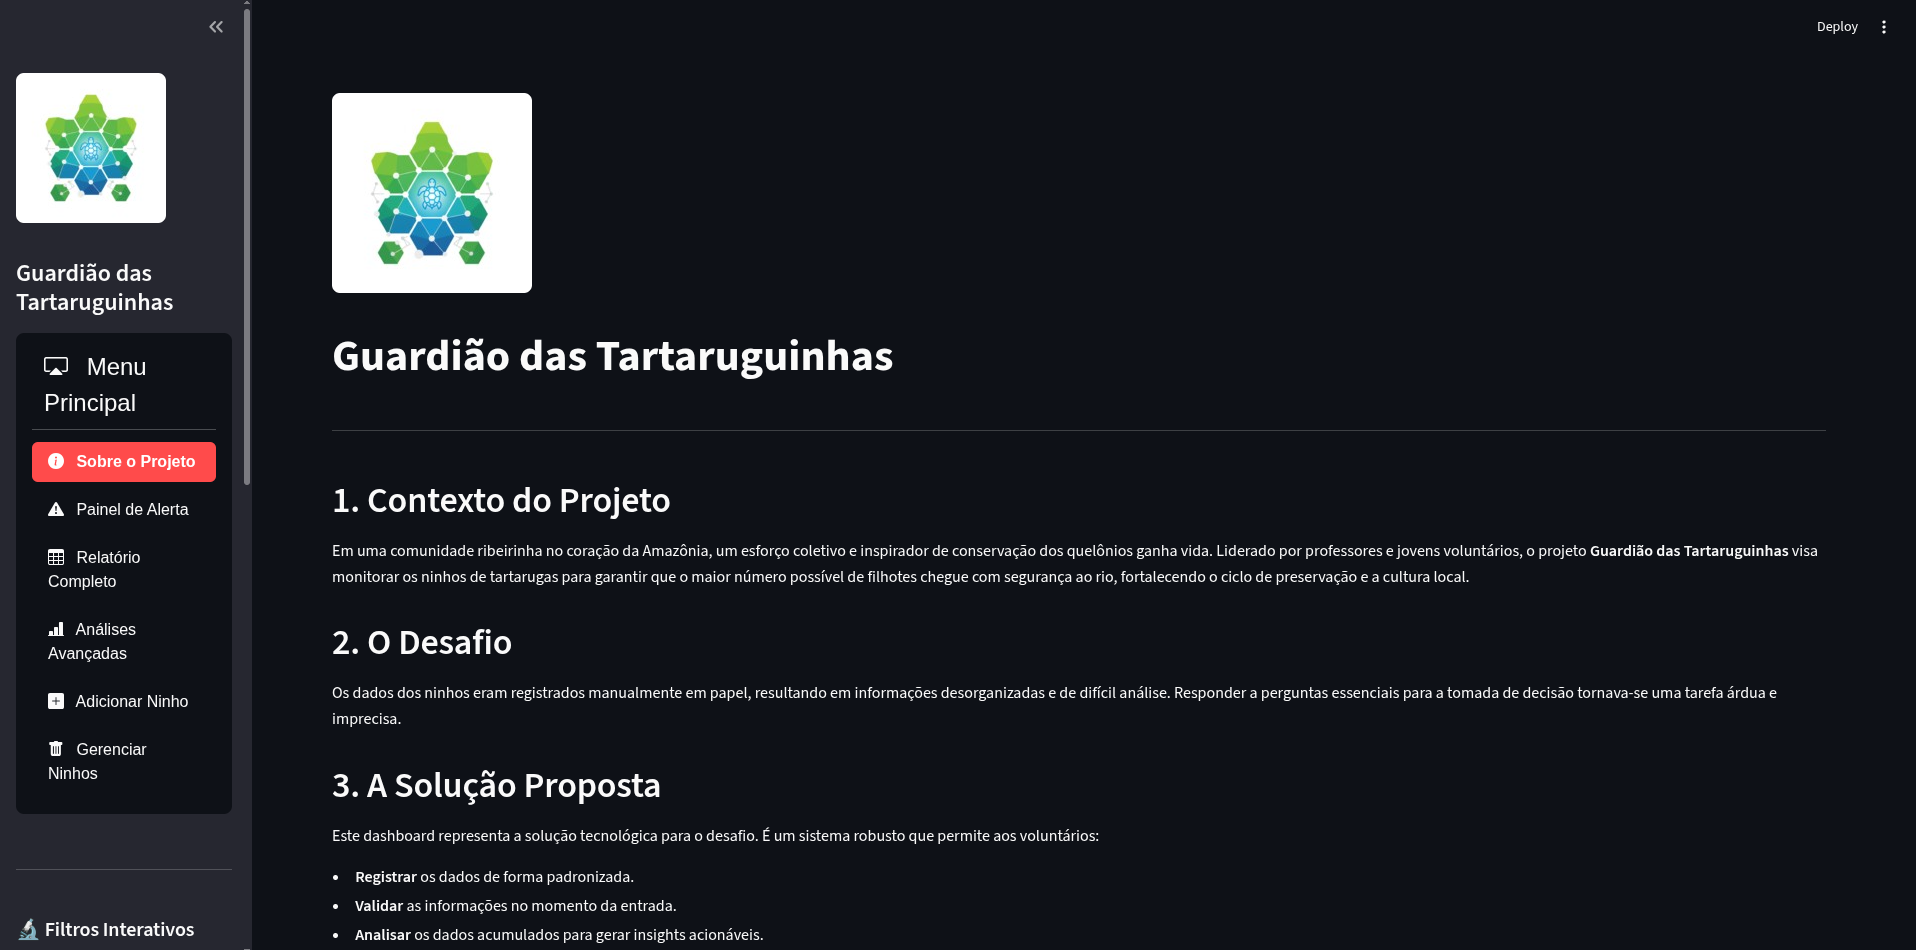 Deploy
Guardião das
Tartaruguinhas
Menu
Principal
Sobre o Projeto
Painel de Alerta
Relatório
Completo
Análises
Avançadas
Adicionar Ninho
Gerenciar
Ninhos
Filtros Interativos
Guardião das Tartaruguinhas
1. Contexto do Projeto
Em uma comunidade ribeirinha no coração da Amazônia, um esforço coletivo e inspirador de conservação dos quelônios ganha vida. Liderado por professores e jovens voluntários, o projeto Guardião das Tartaruguinhas visa
monitorar os ninhos de tartarugas para garantir que o maior número possível de filhotes chegue com segurança ao rio, fortalecendo o ciclo de preservação e a cultura local.
2. O Desafio
Os dados dos ninhos eram registrados manualmente em papel, resultando em informações desorganizadas e de difícil análise. Responder a perguntas essenciais para a tomada de decisão tornava-se uma tarefa árdua e
imprecisa.
3. A Solução Proposta
Este dashboard representa a solução tecnológica para o desafio. É um sistema robusto que permite aos voluntários:
• Registrar os dados de forma padronizada.
• Validar as informações no momento da entrada.
• Analisar os dados acumulados para gerar insights acionáveis.